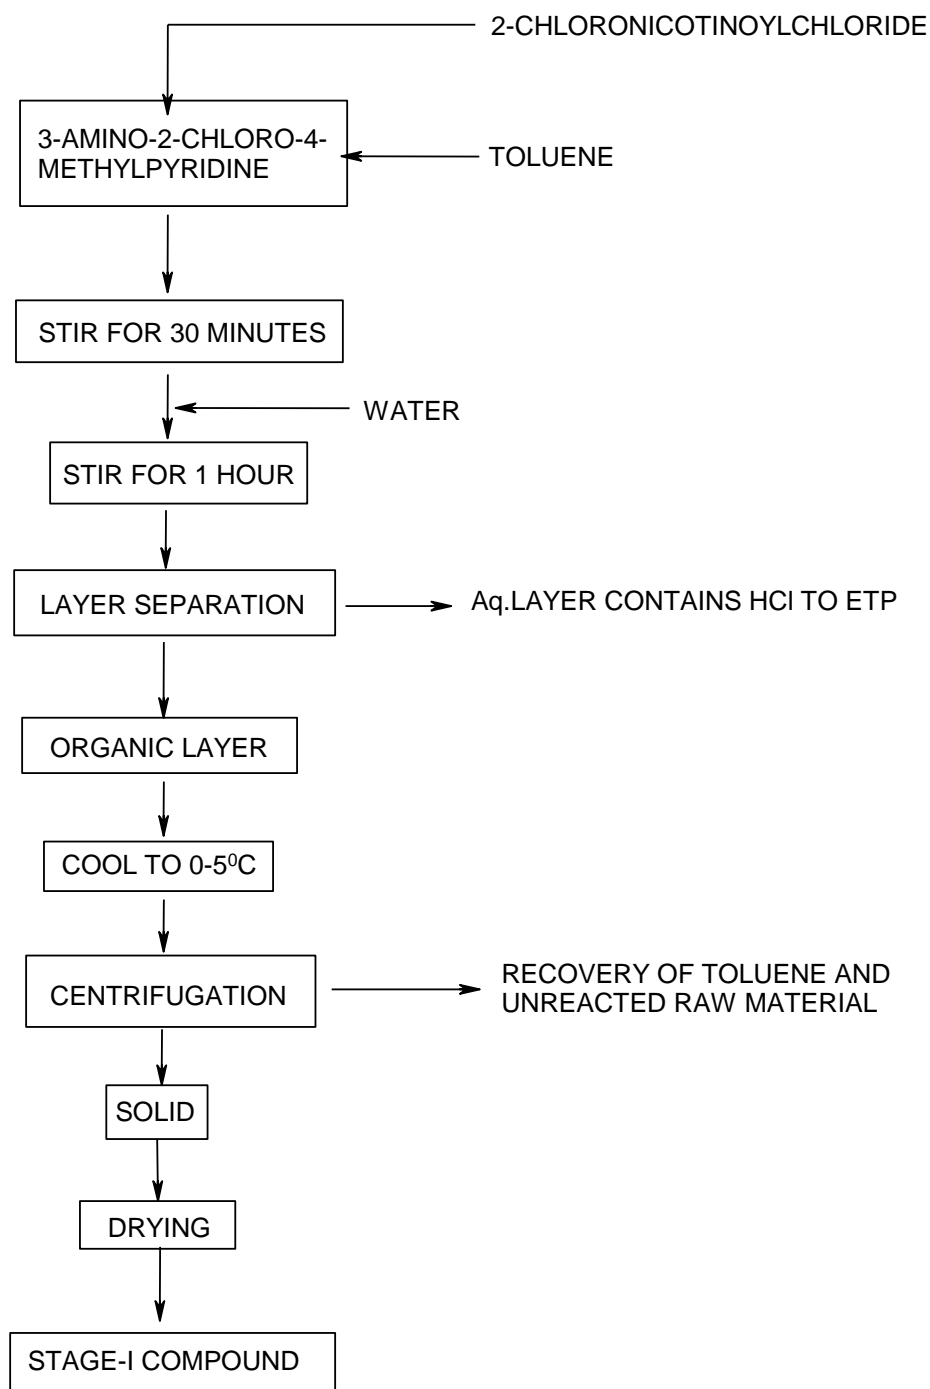 2-CHLORONICOTINOYLCHLORIDE
3-AMINO-2-CHLORO-4-
METHYLPYRIDINE
TOLUENE
STIR FOR 30 MINUTES
WATER
STIR FOR 1 HOUR
LAYER SEPARATION
Aq.LAYER CONTAINS HCl TO ETP
ORGANIC LAYER
COOL TO 0-5⁰C
CENTRIFUGATION
RECOVERY OF TOLUENE AND
UNREACTED RAW MATERIAL
SOLID
DRYING
STAGE-I COMPOUND